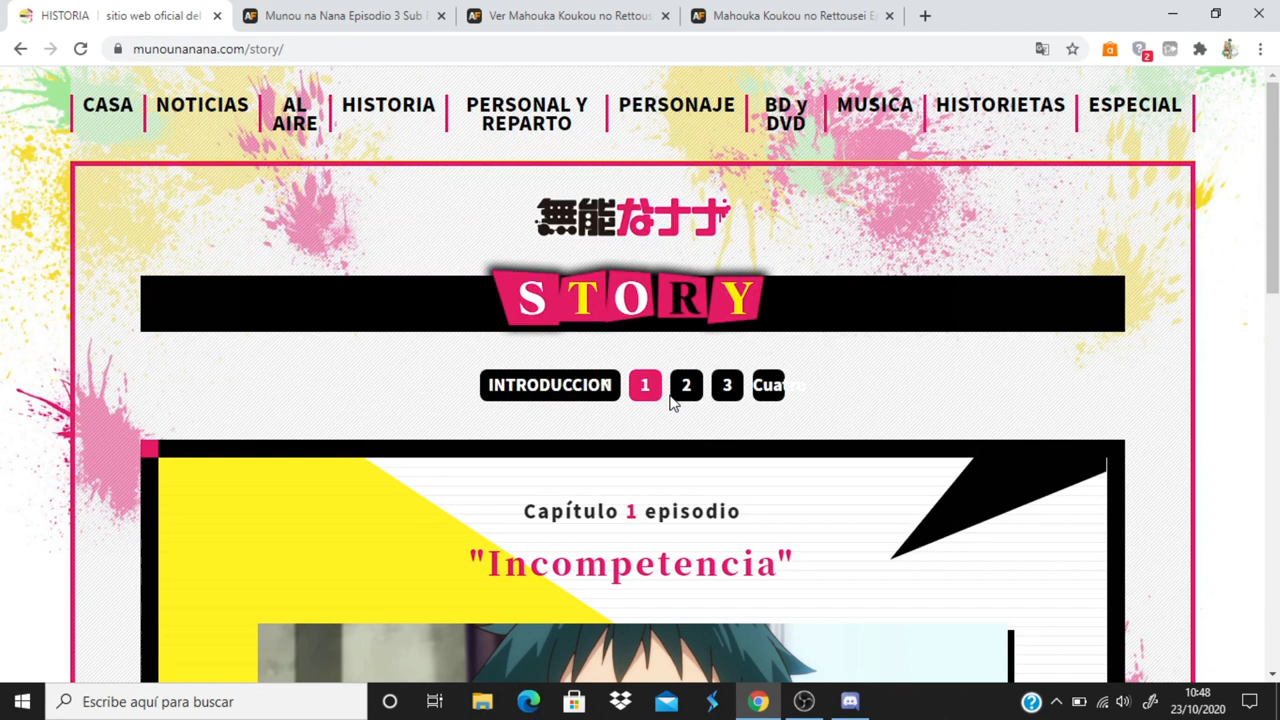 HISTORIA | sitio web oficial del
Munou na Nana Episodio 3 Sub
Ver Mahouka Koukou no Rettous
Mahouka Koukou no Rettousei E
munounanana.com/story/
2
CASA
NOTICIAS
AL AIRE
HISTORIA
PERSONAL Y REPARTO
PERSONAJE
BD y DVD
MUSICA
HISTORIETAS
ESPECIAL
無能なナナ
STORY
INTRODUCCION 1 2 3 Cuatro
Capítulo 1 episodio
"Incompetencia"
Escribe aquí para buscar
10:48
23/10/2020